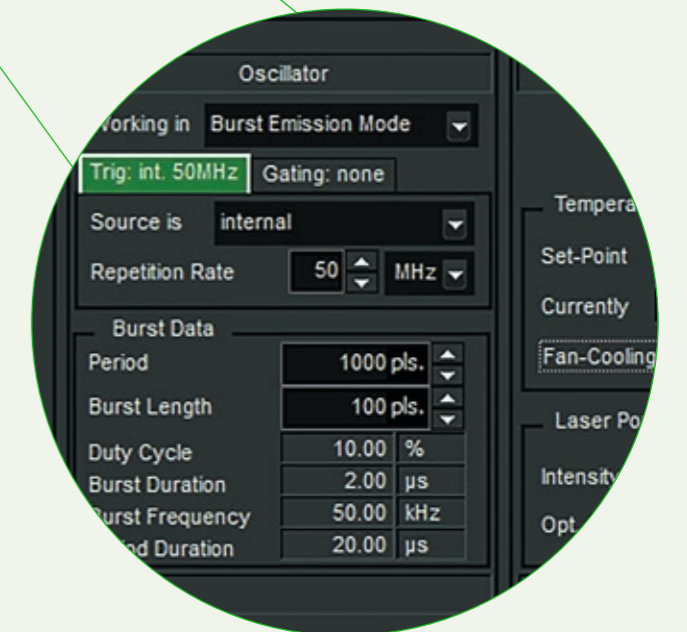 Oscillator
Working in Burst Emission Mode
Trig: int. 50MHz Gating: none
Source is internal
Repetition Rate 50 MHz
Burst Data
Period 1000 pls.
Burst Length 100 pls.
Duty Cycle 10.00 %
Burst Duration 2.00 µs
Burst Frequency 50.00 kHz
Duration 20.00 µs
Set-Point
Currently
Fan-Cooling
Laser
Intensity
Opt.